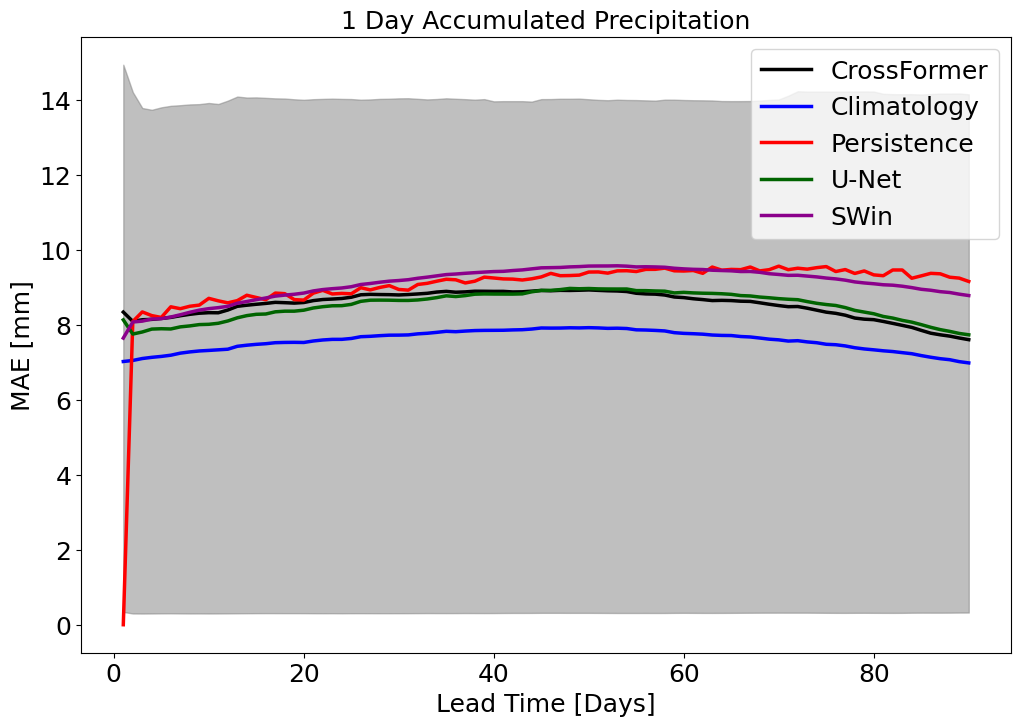 1 Day Accumulated Precipitation
MAE [mm]
14
12
10
8
6
4
2
0
0
20
40
60
80
Lead Time [Days]
CrossFormer
Climatology
Persistence
U-Net
SWin